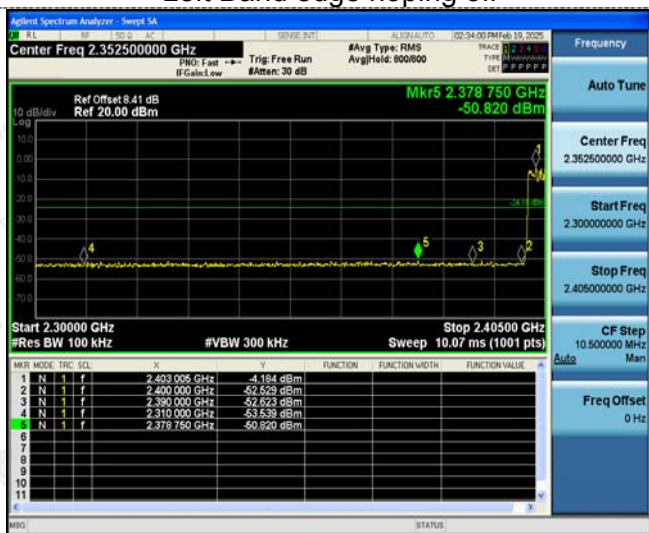 Agilent Spectrum Analyzer - Swept SA
RL RF 50 Ω AC SENSE:INT ALIGN AUTO 02:34:00 PM Feb 19, 2025
Center Freq 2.352500000 GHz
PNO: Fast
IFGain:Low
Trig: Free Run
#Atten: 30 dB
#Avg Type: RMS
Avg|Hold: 800/800
TRACE 1 2 3 4 5 6
TYPE
DET P P P P P P
Mkr5 2.378 750 GHz
-50.820 dBm
Ref Offset 8.41 dB
Ref 20.00 dBm
10 dB/div
Log
10.0
0.00
-10.0
-20.0
-30.0
-40.0
-50.0
-60.0
-70.0
1
4
5
3
2
Start 2.30000 GHz
Stop 2.40500 GHz
#Res BW 100 kHz
#VBW 300 kHz
Sweep 10.07 ms (1001 pts)
MKR MODE TRC SCL X Y FUNCTION FUNCTION WIDTH FUNCTION VALUE
1 N 1 f 2.403 005 GHz -4.184 dBm
2 N 1 f 2.400 000 GHz -52.529 dBm
3 N 1 f 2.390 000 GHz -52.623 dBm
4 N 1 f 2.310 000 GHz -53.539 dBm
5 N 1 f 2.378 750 GHz -50.820 dBm
6
7
8
9
10
11
MSG
STATUS
Frequency
Auto Tune
Center Freq
2.352500000 GHz
Start Freq
2.300000000 GHz
Stop Freq
2.405000000 GHz
CF Step
10.500000 MHz
Auto Man
Freq Offset
0 Hz